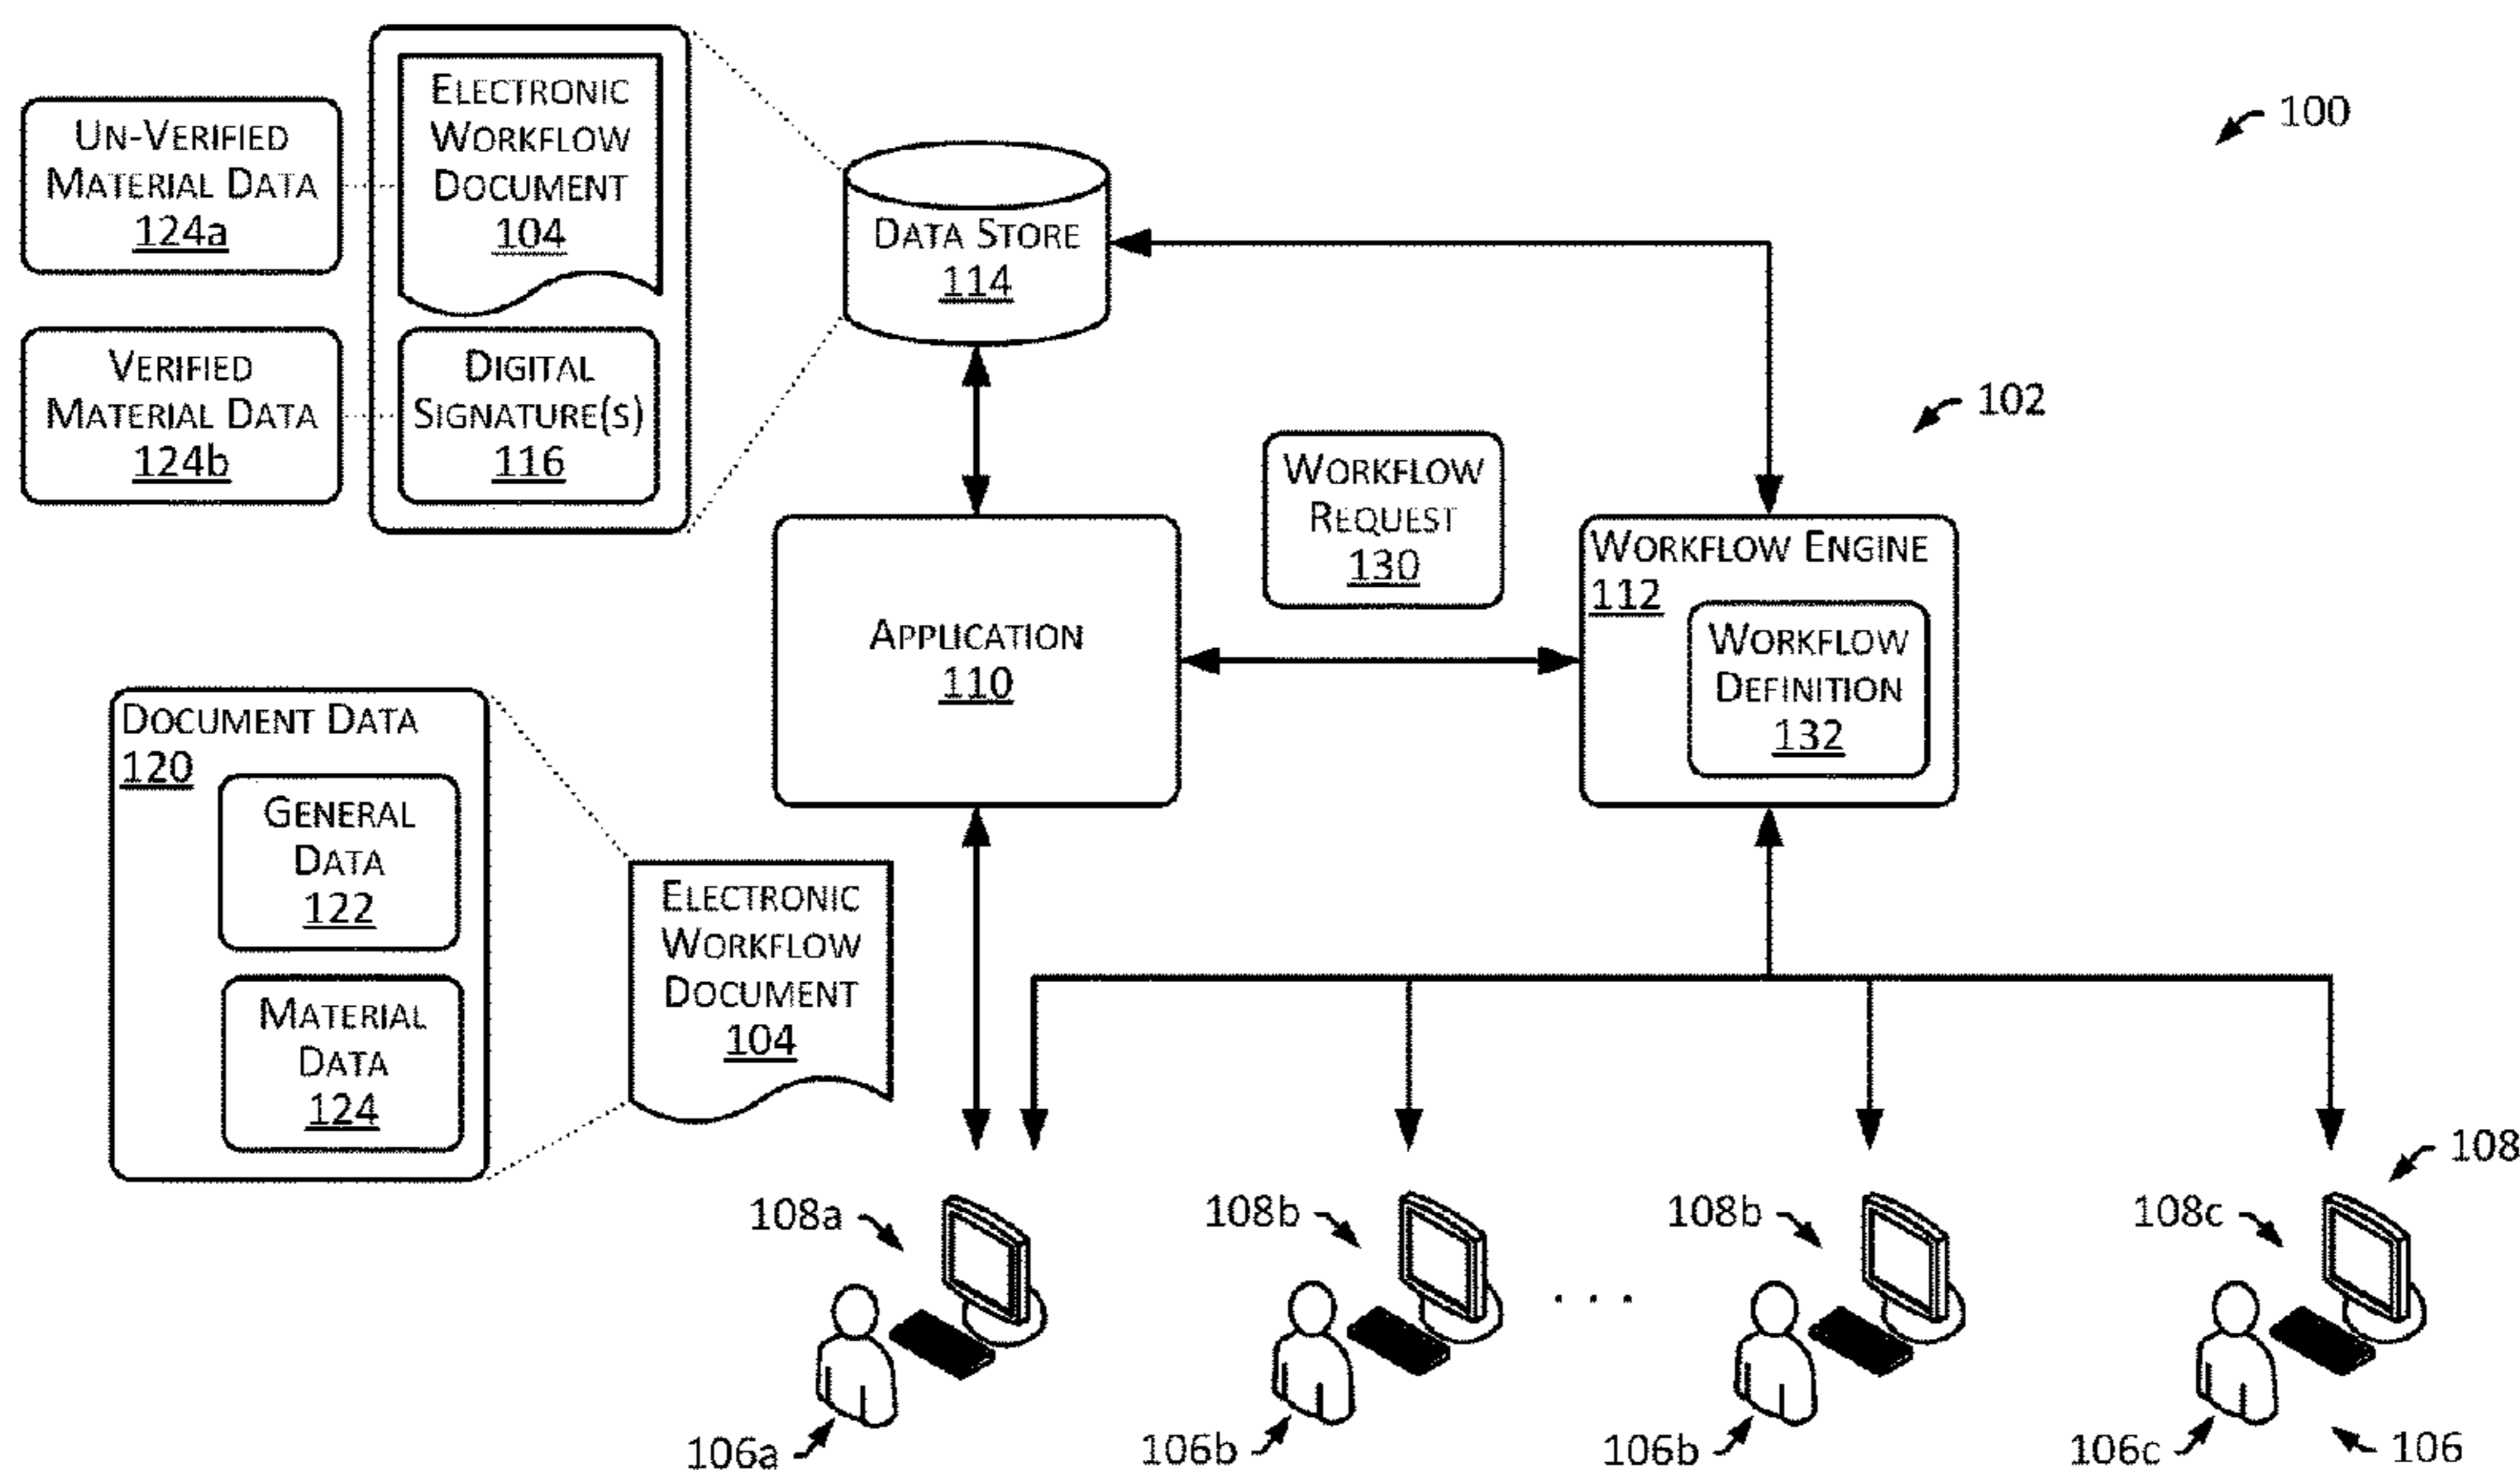 100
UN-VERIFIED
MATERIAL DATA
124a
ELECTRONIC
WORKFLOW
DOCUMENT
104
DATA STORE
114
VERIFIED
MATERIAL DATA
124b
DIGITAL
SIGNATURE(S)
116
102
WORKFLOW
REQUEST
130
WORKFLOW ENGINE
112
WORKFLOW
DEFINITION
132
APPLICATION
110
DOCUMENT DATA
120
GENERAL
DATA
122
MATERIAL
DATA
124
ELECTRONIC
WORKFLOW
DOCUMENT
104
108
108a
108b
...
108b
108c
106a
106b
106b
106c
106